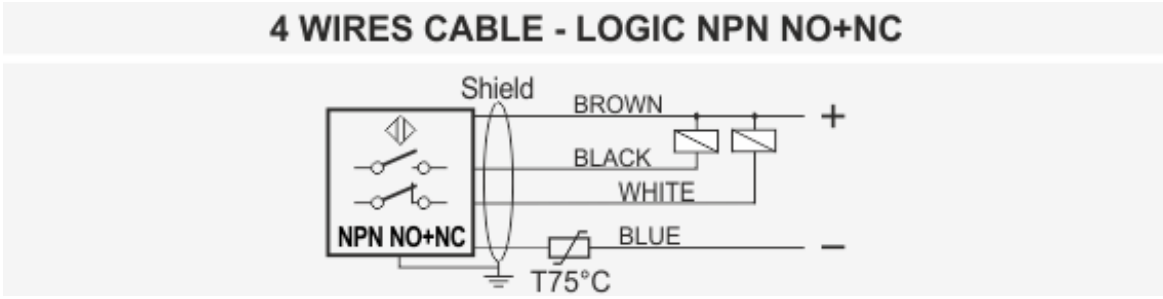 4 WIRES CABLE - LOGIC NPN NO+NC
Shield
BROWN
+
BLACK
WHITE
NPN NO+NC
BLUE
−
T75°C